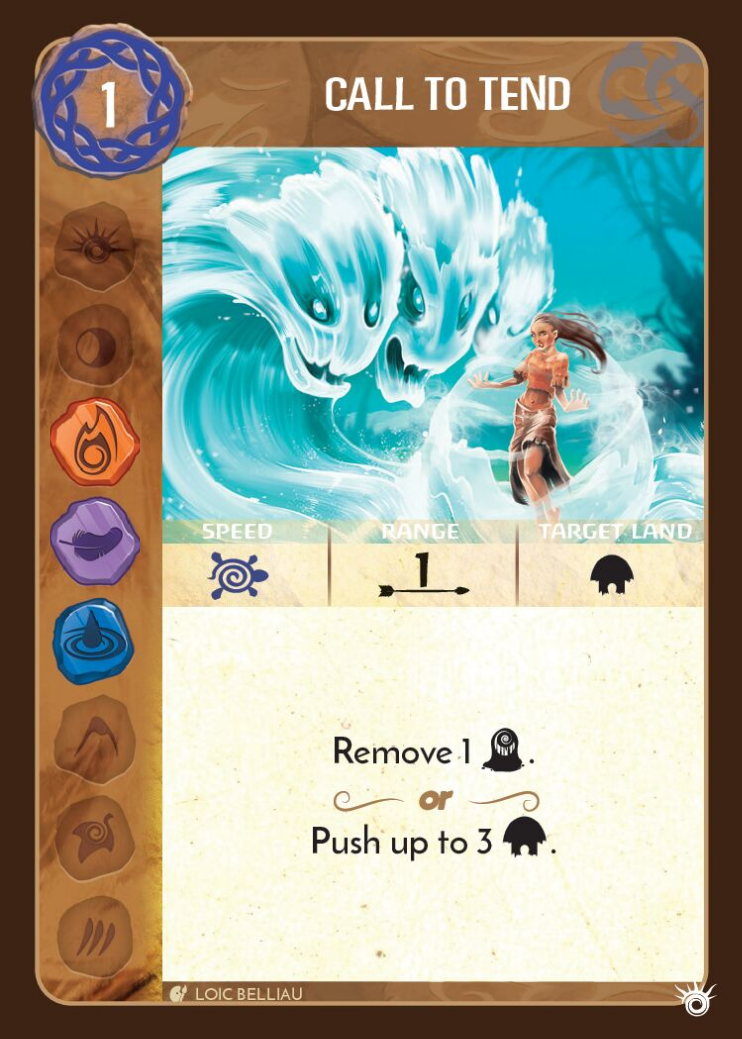 1
CALL TO TEND
SPEED RANGE TARGET LAND
1
Remove 1 .
or
Push up to 3 .
LOIC BELLIAU